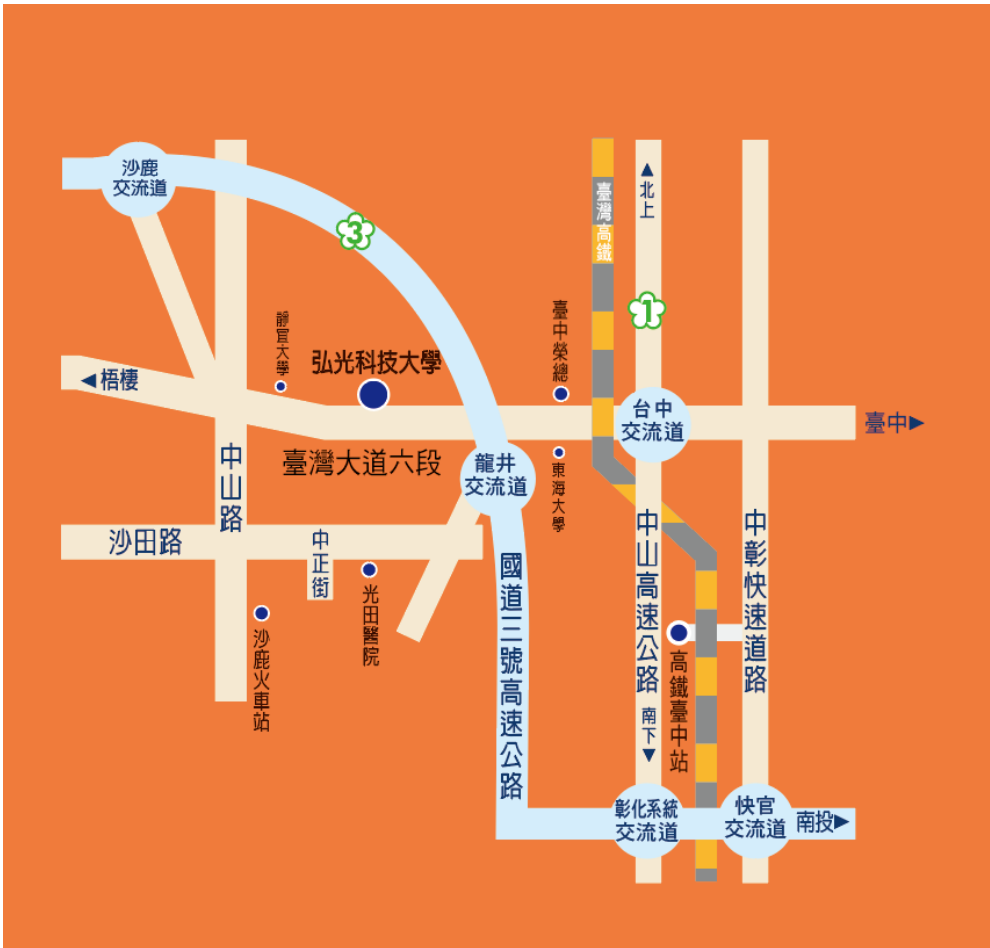 沙鹿
交流道
3
臺灣高鐵
北上
1
靜宜大學
弘光科技大學
臺中榮總
梧棲
台中
交流道
臺中
臺灣大道六段
龍井
交流道
東海大學
中山路
沙田路
中正街
光田醫院
沙鹿火車站
國道三號高速公路
中山高速公路
中彰快速道路
高鐵臺中站
南下
彰化系統
交流道
快官
交流道
南投